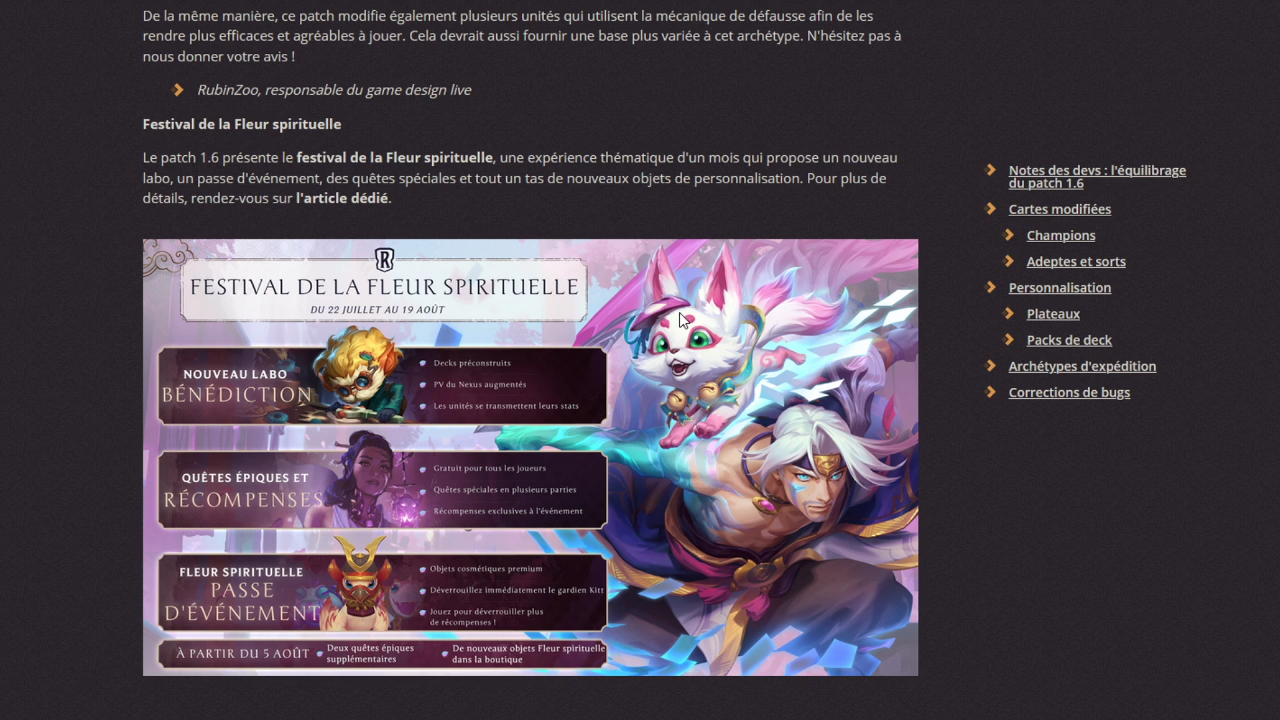 De la même manière, ce patch modifie également plusieurs unités qui utilisent la mécanique de défausse afin de les
rendre plus efficaces et agréables à jouer. Cela devrait aussi fournir une base plus variée à cet archétype. N'hésitez pas à
nous donner votre avis !
RubinZoo, responsable du game design live
Festival de la Fleur spirituelle
Le patch 1.6 présente le festival de la Fleur spirituelle, une expérience thématique d'un mois qui propose un nouveau
labo, un passe d'événement, des quêtes spéciales et tout un tas de nouveaux objets de personnalisation. Pour plus de
détails, rendez-vous sur l'article dédié.
R
FESTIVAL DE LA FLEUR SPIRITUELLE
DU 22 JUILLET AU 19 AOÛT
NOUVEAU LABO
BÉNÉDICTION
Decks préconstruits
PV du Nexus augmentés
Les unités se transmettent leurs stats
QUÊTES ÉPIQUES ET
RÉCOMPENSES
Gratuit pour tous les joueurs
Quêtes spéciales en plusieurs parties
Récompenses exclusives à l'événement
FLEUR SPIRITUELLE
PASSE
D'ÉVÉNEMENT
Objets cosmétiques premium
Déverrouillez immédiatement le gardien Kitt
Jouez pour déverrouiller plus
de récompenses !
À PARTIR DU 5 AOÛT
Deux quêtes épiques
supplémentaires
De nouveaux objets Fleur spirituelle
dans la boutique
Notes des devs : l'équilibrage
du patch 1.6
Cartes modifiées
Champions
Adeptes et sorts
Personnalisation
Plateaux
Packs de deck
Archétypes d'expédition
Corrections de bugs